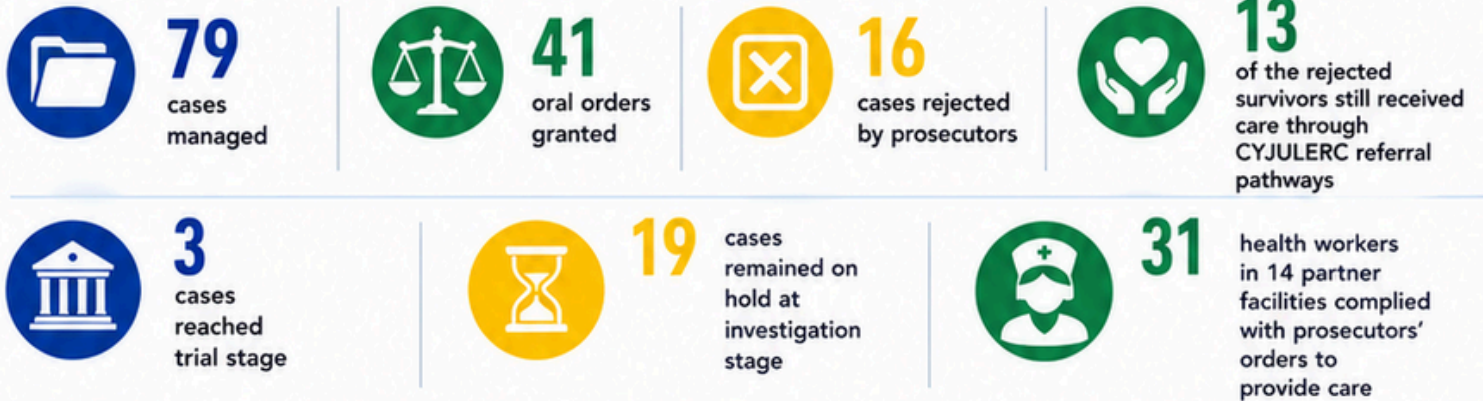 79
cases
managed
41
oral orders
granted
16
cases rejected
by prosecutors
13
of the rejected
survivors still received
care through
CYJULERC referral
pathways
3
cases
reached
trial stage
19
cases
remained on
hold at
investigation
stage
31
health workers
in 14 partner
facilities complied
with prosecutors’
orders to
provide care